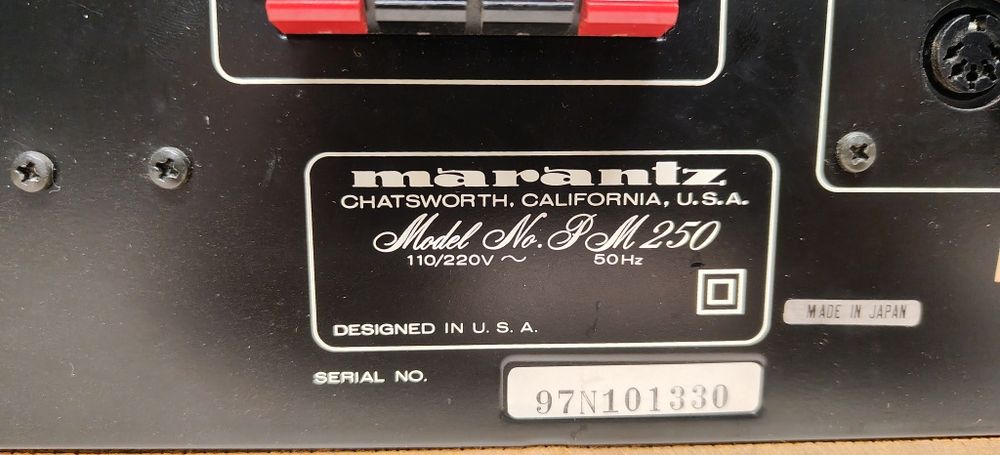 marantz
CHATSWORTH, CALIFORNIA, U.S.A.
Model No. PM 250
110/220V ~ 50Hz
DESIGNED IN U. S. A.
MADE IN JAPAN
SERIAL NO.
97N101330